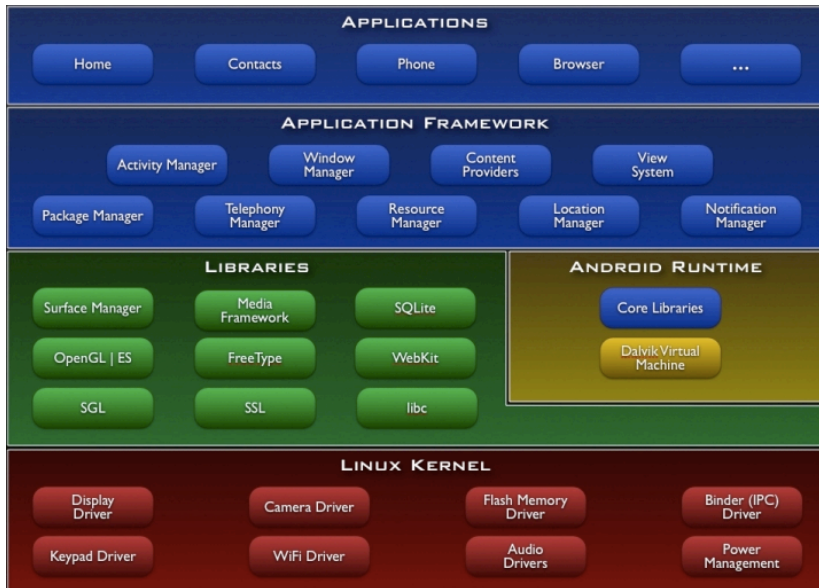 APPLICATIONS
Home
Contacts
Phone
Browser
...
APPLICATION FRAMEWORK
Activity Manager
Window
Manager
Content
Providers
View
System
Package Manager
Telephony
Manager
Resource
Manager
Location
Manager
Notification
Manager
LIBRARIES
Surface Manager
Media
Framework
SQLite
OpenGL | ES
FreeType
WebKit
SGL
SSL
libc
ANDROID RUNTIME
Core Libraries
Dalvik Virtual
Machine
LINUX KERNEL
Display
Driver
Camera Driver
Flash Memory
Driver
Binder (IPC)
Driver
Keypad Driver
WiFi Driver
Audio
Drivers
Power
Management